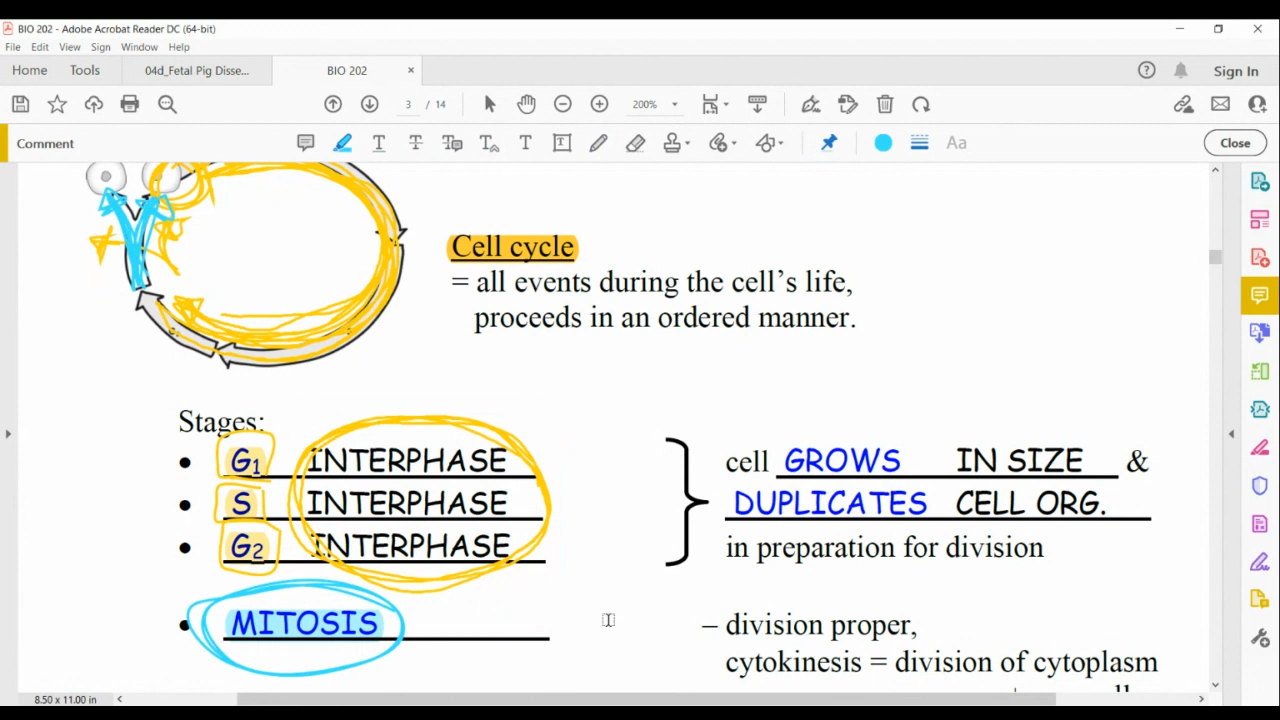 BIO 202 - Adobe Acrobat Reader DC (64-bit)
File Edit View Sign Window Help
Home Tools 04d_Fetal Pig Disse... BIO 202 × Sign In
3 / 14 200%
Comment Aa Close
Cell cycle
= all events during the cell's life,
proceeds in an ordered manner.
Stages:
• G1 INTERPHASE cell GROWS IN SIZE &
• S INTERPHASE DUPLICATES CELL ORG.
• G2 INTERPHASE in preparation for division
• MITOSIS – division proper,
cytokinesis = division of cytoplasm
8.50 x 11.00 in